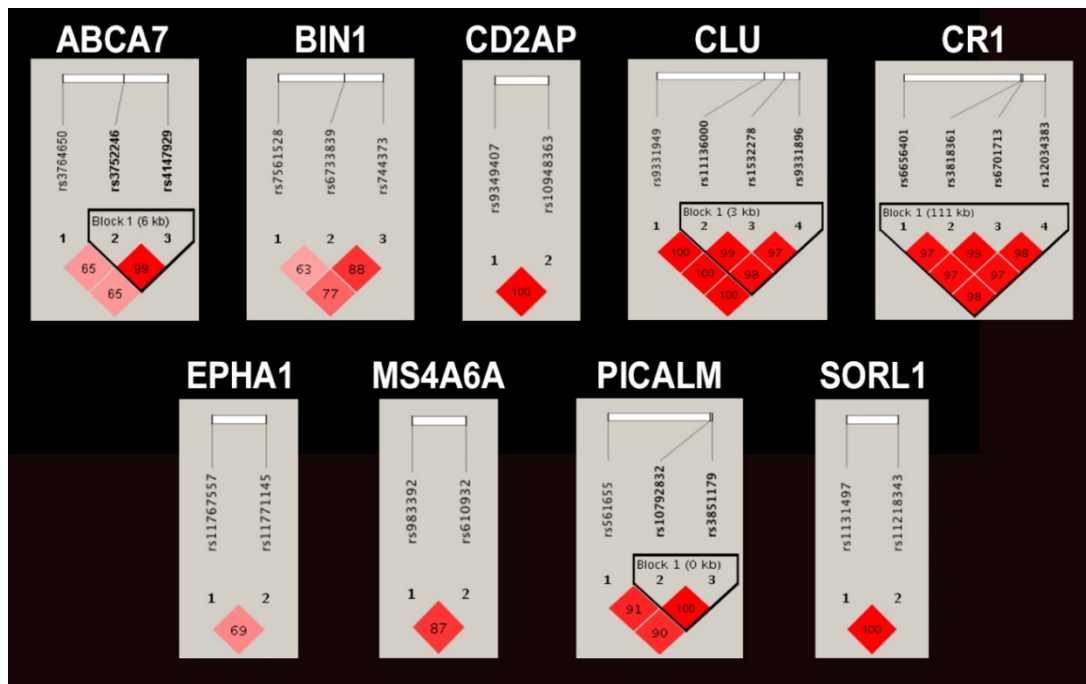 ABCA7
BIN1
CD2AP
CLU
CR1
rs3764650
rs3752246
rs4147929
rs7561528
rs6733839
rs744373
rs9349407
rs10948363
rs9331949
rs11136000
rs1532278
rs9331896
rs6656401
rs3818361
rs6701713
rs12034383
Block 1 (6 kb)
1 2 3
65 99
65
1 2 3
63 88
77
1 2
100
Block 1 (3 kb)
1 2 3 4
100 99 97
100 98
100
Block 1 (111 kb)
1 2 3 4
97 99 98
97 97
98
EPHA1
MS4A6A
PICALM
SORL1
rs11767557
rs11771145
rs983392
rs610932
rs561655
rs10792832
rs3851179
rs1131497
rs11218343
1 2
69
1 2
87
Block 1 (0 kb)
1 2 3
91 100
90
1 2
100